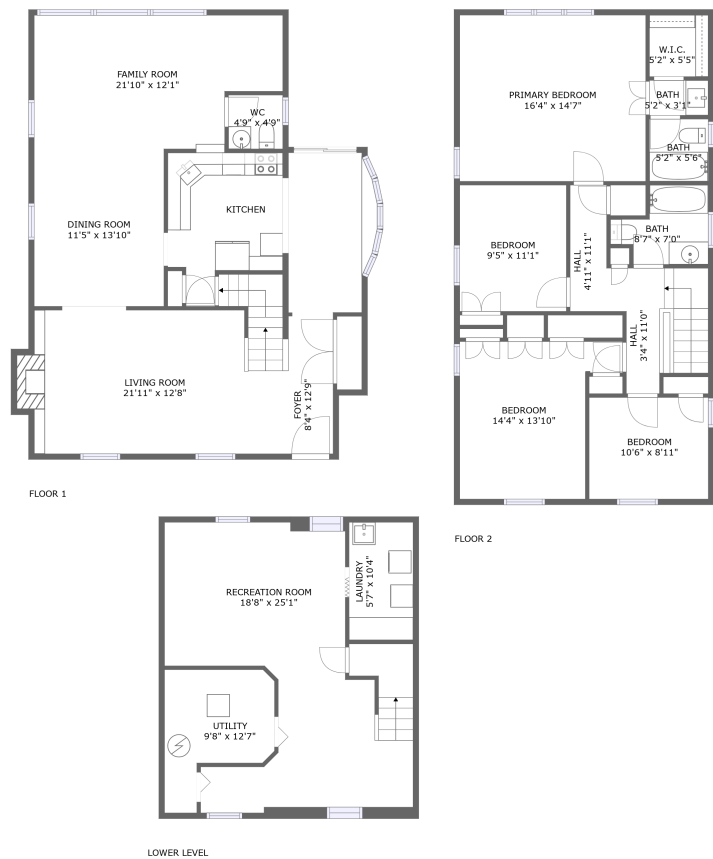 FAMILY ROOM
21'10" x 12'1"
WC
4'9" x 4'9"
KITCHEN
DINING ROOM
11'5" x 13'10"
LIVING ROOM
21'11" x 12'8"
FOYER
8'4" x 12'9"
FLOOR 1
W.I.C.
5'2" x 5'5"
PRIMARY BEDROOM
16'4" x 14'7"
BATH
5'2" x 3'1"
BATH
5'2" x 5'6"
BEDROOM
9'5" x 11'1"
HALL
4'11" x 11'1"
BATH
8'7" x 7'0"
HALL
3'4" x 11'0"
BEDROOM
14'4" x 13'10"
BEDROOM
10'6" x 8'11"
FLOOR 2
RECREATION ROOM
18'8" x 25'1"
LAUNDRY
5'7" x 10'4"
UTILITY
9'8" x 12'7"
LOWER LEVEL